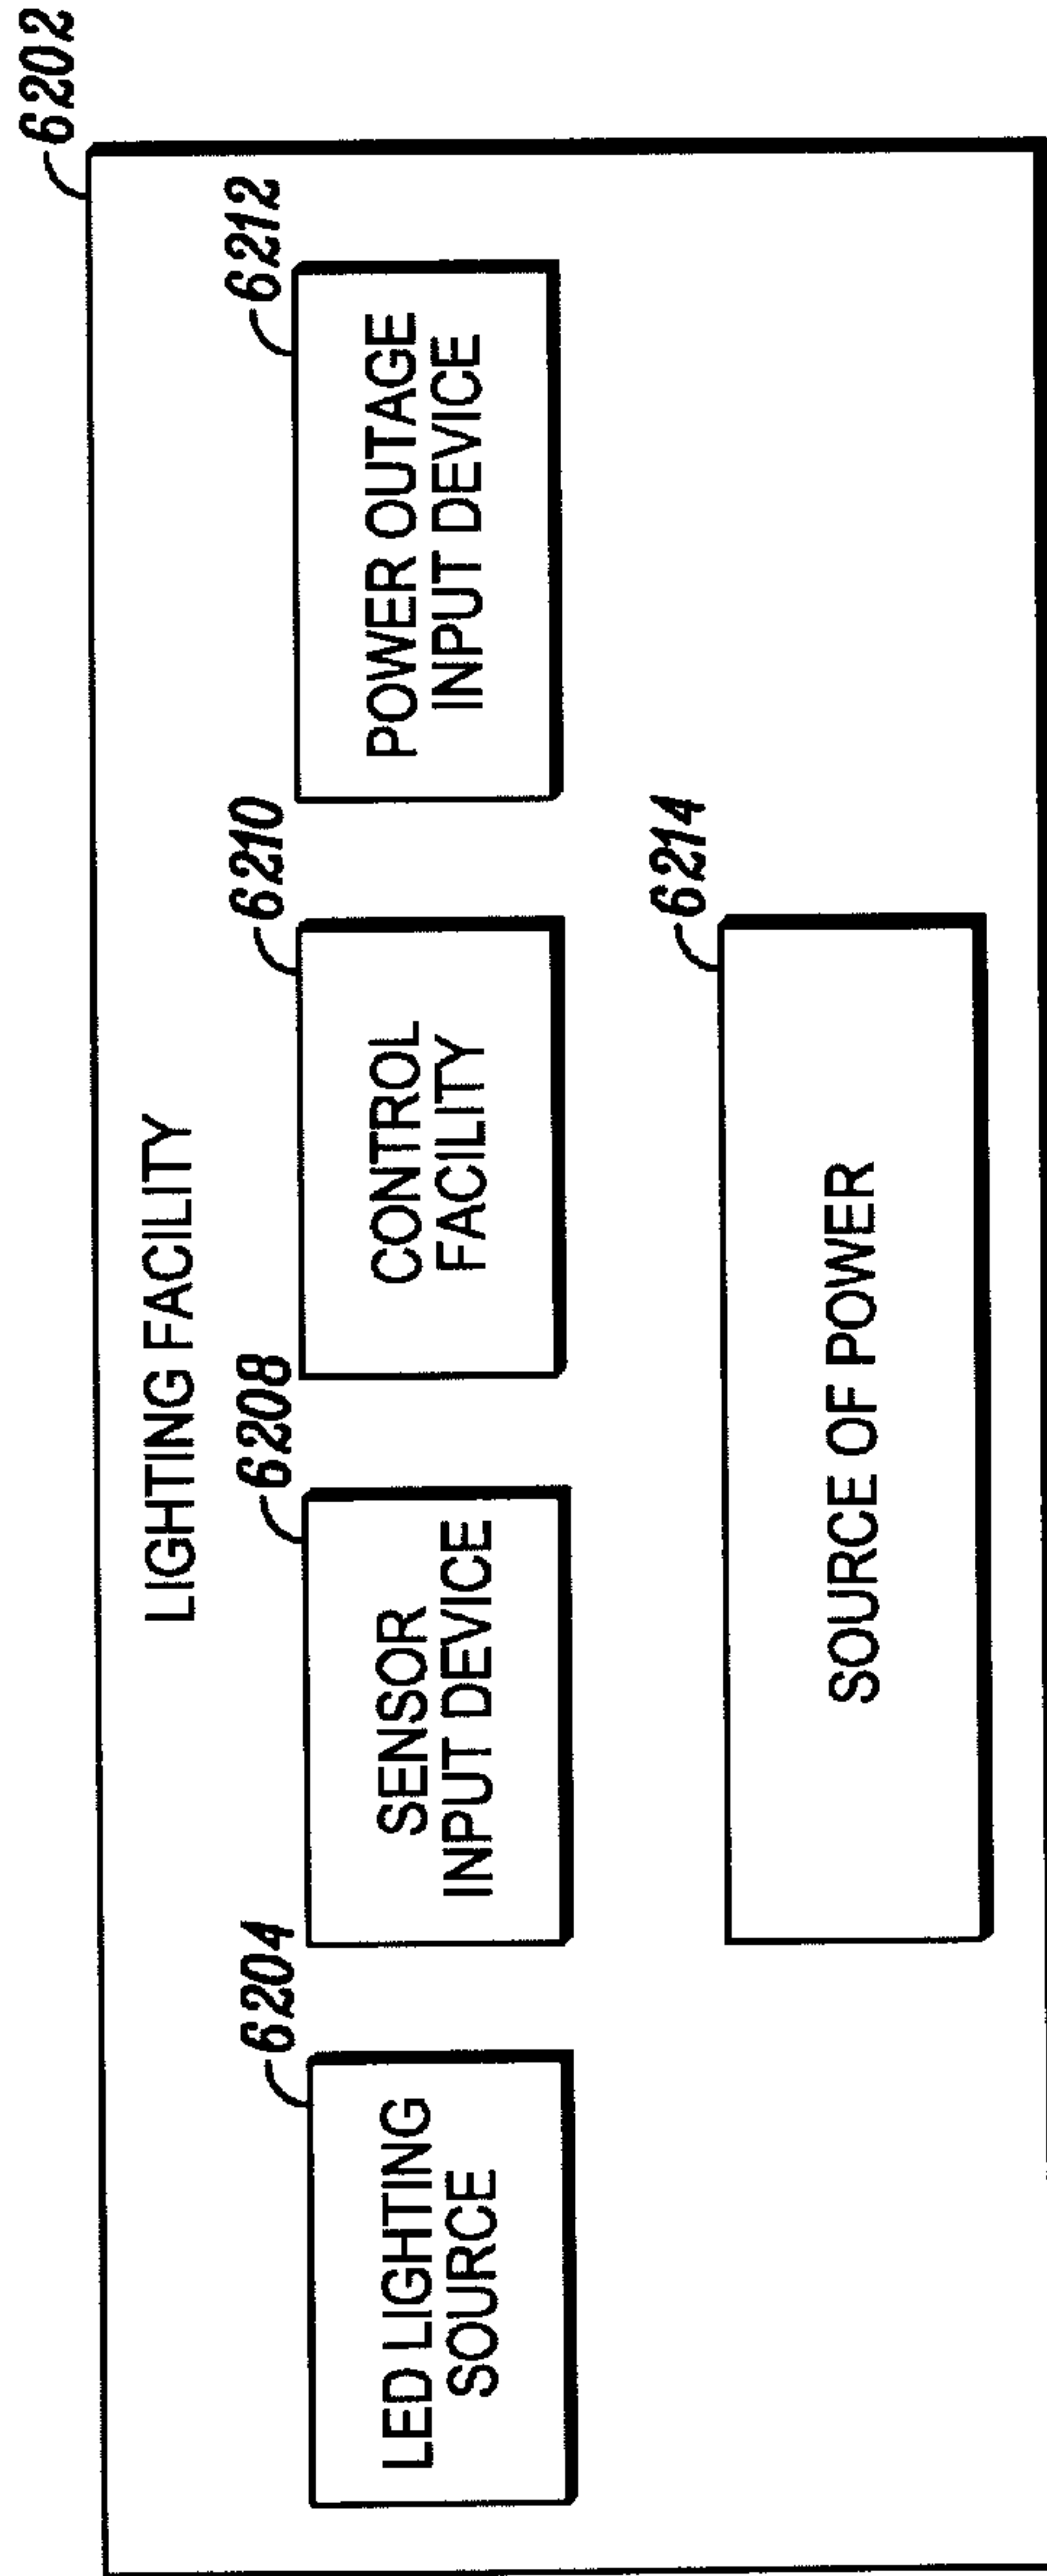 6202
LIGHTING FACILITY
6204
LED LIGHTING
SOURCE
6208
SENSOR
INPUT DEVICE
6210
CONTROL
FACILITY
6212
POWER OUTAGE
INPUT DEVICE
6214
SOURCE OF POWER